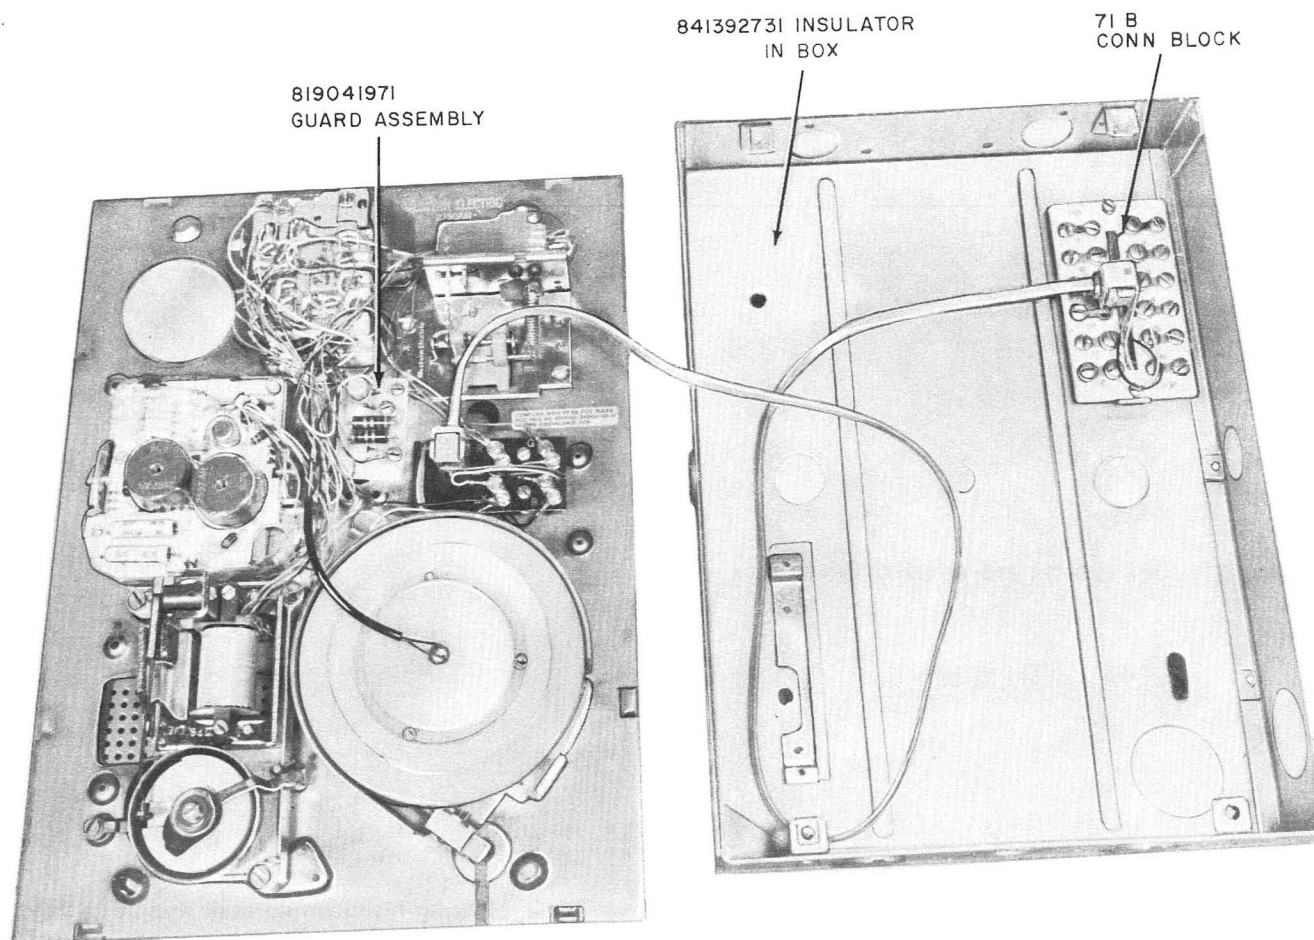 841392731 INSULATOR
IN BOX
71 B
CONN BLOCK
819041971
GUARD ASSEMBLY